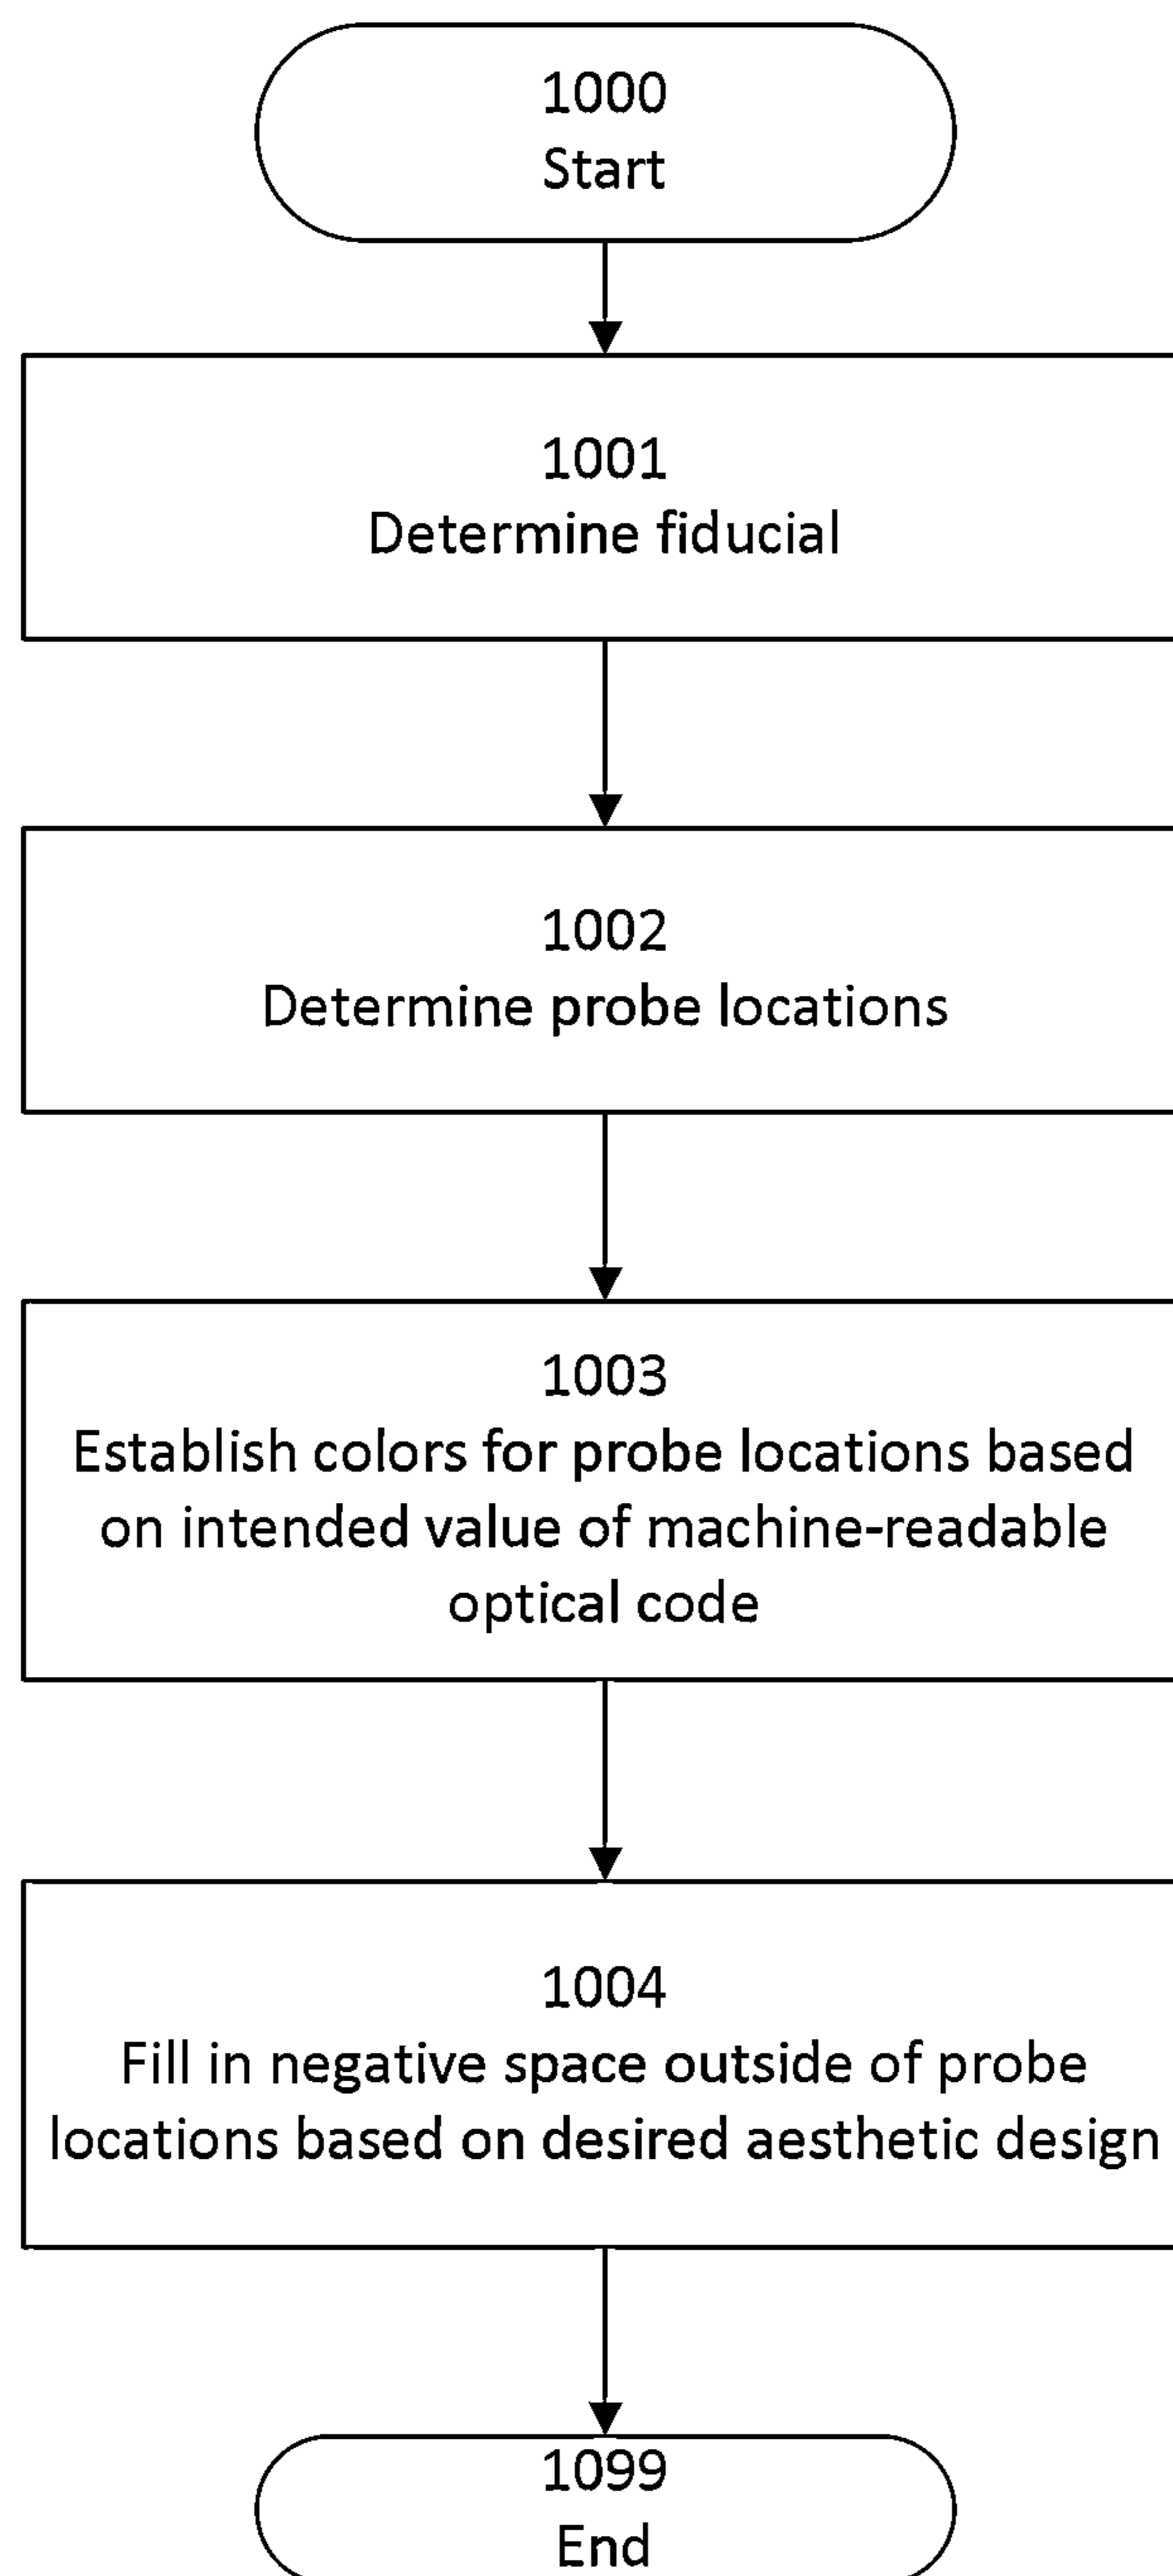 1000
Start
1001
Determine fiducial
1002
Determine probe locations
1003
Establish colors for probe locations based
on intended value of machine-readable
optical code
1004
Fill in negative space outside of probe
locations based on desired aesthetic design
1099
End